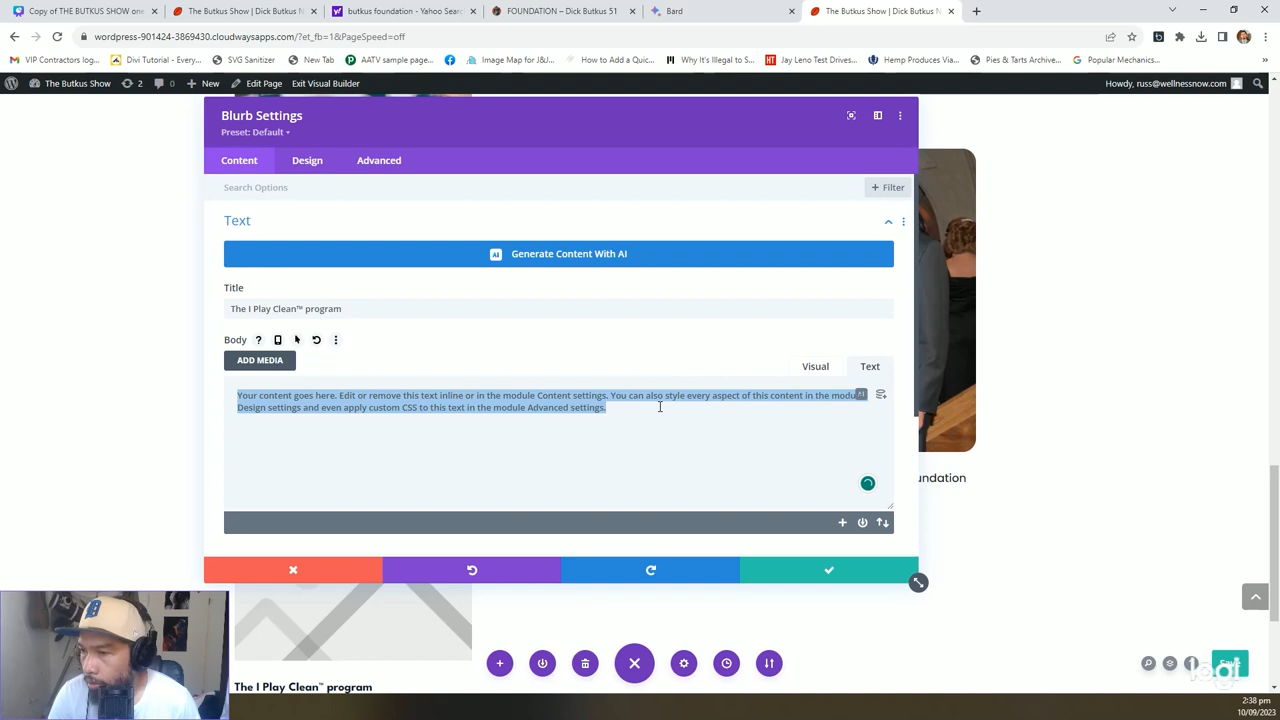 Copy of THE BUTKUS SHOW one
The Butkus Show | Dick Butkus N
butkus foundation - Yahoo Searc
FOUNDATION – Dick Butkus 51
Bard
The Butkus Show | Dick Butkus N
wordpress-901424-3869430.cloudwaysapps.com/?et_fb=1&PageSpeed=off
VIP Contractors log...
Divi Tutorial - Every...
SVG Sanitizer
New Tab
AATV sample page...
Image Map for J&J...
How to Add a Quic...
Why It's Illegal to S...
Jay Leno Test Drives...
Hemp Produces Via...
Pies & Tarts Archive...
Popular Mechanics...
The Butkus Show
2
0
New
Edit Page
Exit Visual Builder
Howdy, russ@wellnessnow.com
Blurb Settings
Preset: Default
Content
Design
Advanced
Search Options
+ Filter
Text
AI
Generate Content With AI
Title
The I Play Clean™ program
Body
ADD MEDIA
Visual
Text
Your content goes here. Edit or remove this text inline or in the module Content settings. You can also style every aspect of this content in the modu
AI
Design settings and even apply custom CSS to this text in the module Advanced settings.
undation
The I Play Clean™ program
Save
logi
2:38 pm
10/09/2023